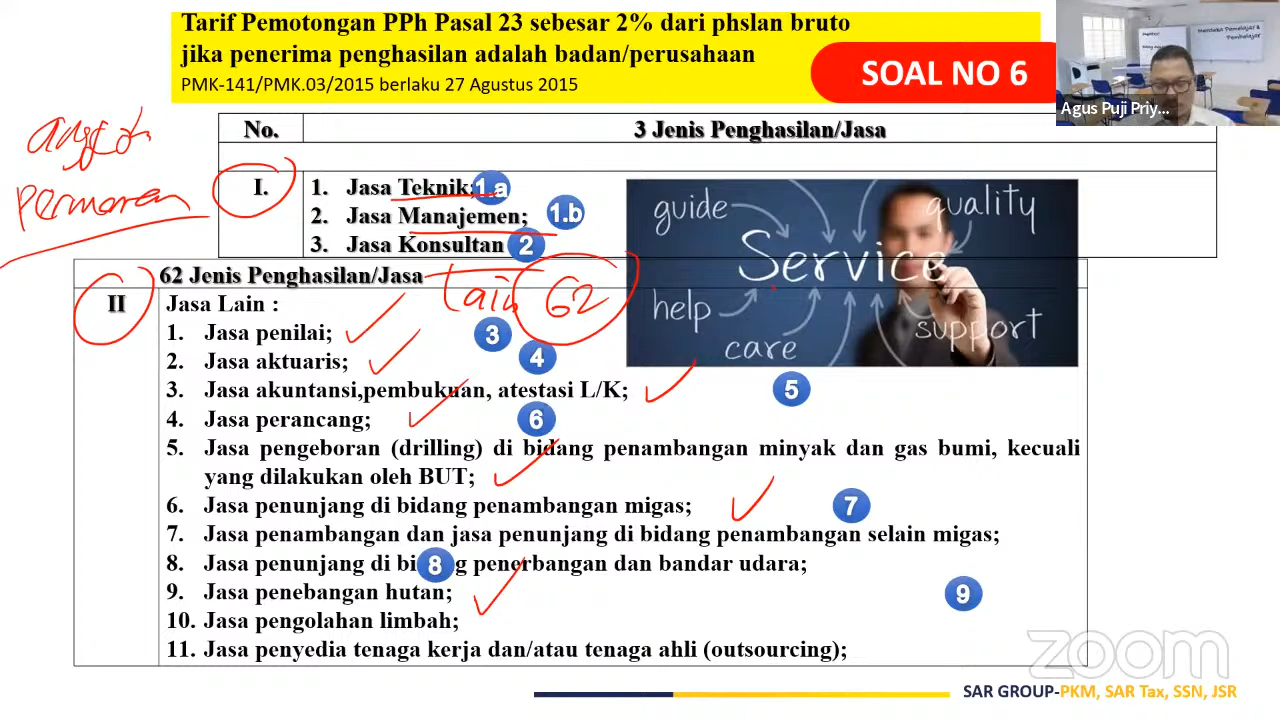 Tarif Pemotongan PPh Pasal 23 sebesar 2% dari phslan bruto
jika penerima penghasilan adalah badan/perusahaan
PMK-141/PMK.03/2015 berlaku 27 Agustus 2015
SOAL NO 6
Agus Puji Priy...
No.
3 Jenis Penghasilan/Jasa
I.
1. Jasa Teknik; 1.a
2. Jasa Manajemen; 1.b
3. Jasa Konsultan 2
guide
quality
Service
help
support
care
62 Jenis Penghasilan/Jasa
lain 62
II
Jasa Lain :
1. Jasa penilai; 3
2. Jasa aktuaris; 4
3. Jasa akuntansi,pembukuan, atestasi L/K; 5
4. Jasa perancang; 6
5. Jasa pengeboran (drilling) di bidang penambangan minyak dan gas bumi, kecuali
yang dilakukan oleh BUT;
6. Jasa penunjang di bidang penambangan migas; 7
7. Jasa penambangan dan jasa penunjang di bidang penambangan selain migas;
8. Jasa penunjang di bi 8 g penerbangan dan bandar udara;
9. Jasa penebangan hutan; 9
10. Jasa pengolahan limbah;
11. Jasa penyedia tenaga kerja dan/atau tenaga ahli (outsourcing);
zoom
SAR GROUP-PKM, SAR Tax, SSN, JSR